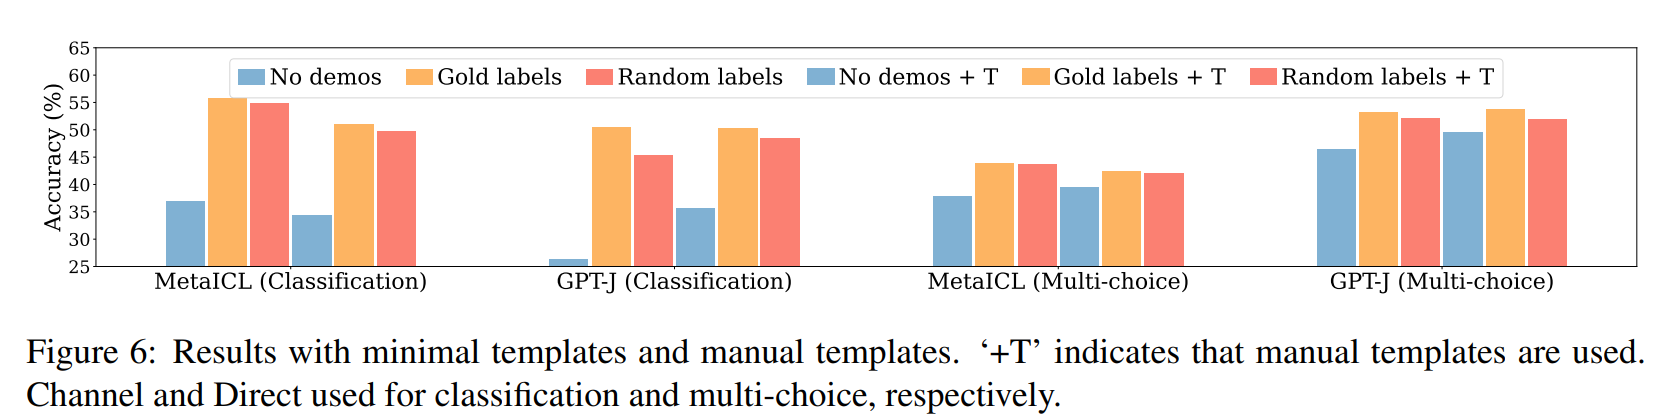 65
60
55
50
45
40
35
30
25
Accuracy (%)
No demos Gold labels Random labels No demos + T Gold labels + T Random labels + T
MetaICL (Classification) GPT-J (Classification) MetaICL (Multi-choice) GPT-J (Multi-choice)
Figure 6: Results with minimal templates and manual templates. ‘+T’ indicates that manual templates are used.
Channel and Direct used for classification and multi-choice, respectively.